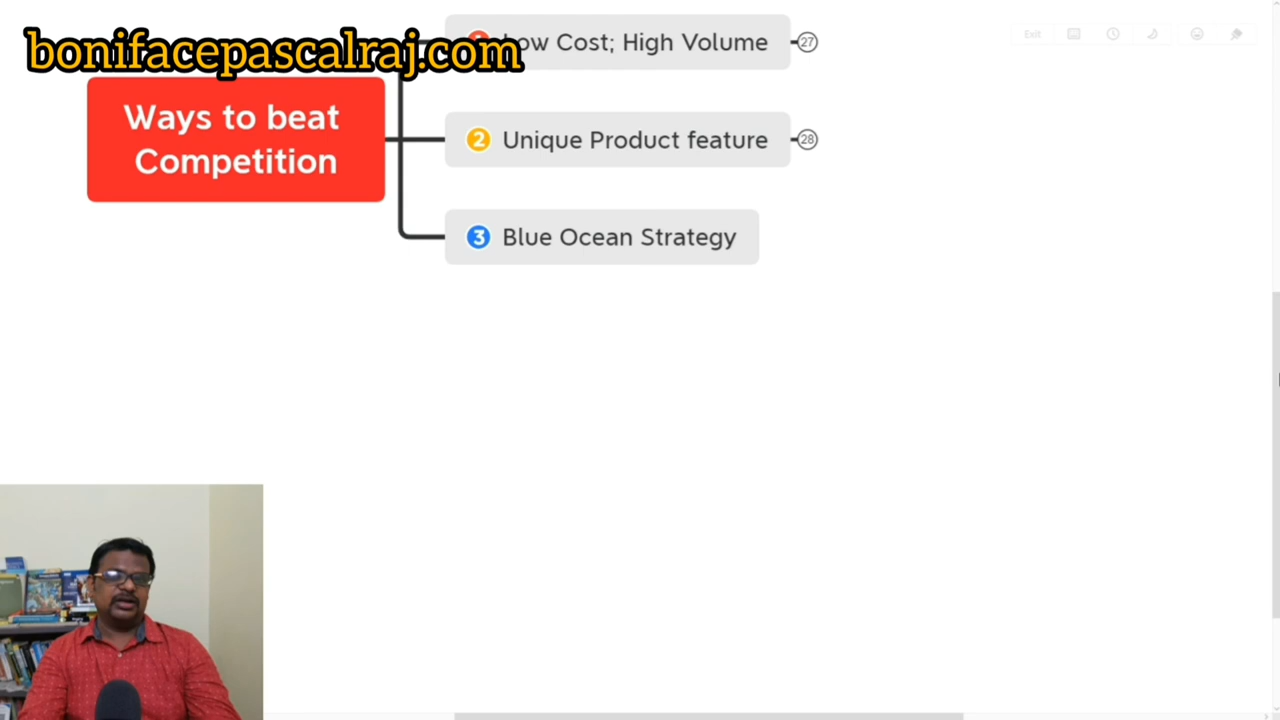 bonifacepascalraj.com
Low Cost; High Volume
27
Exit
Ways to beat
Competition
2 Unique Product feature
28
3 Blue Ocean Strategy